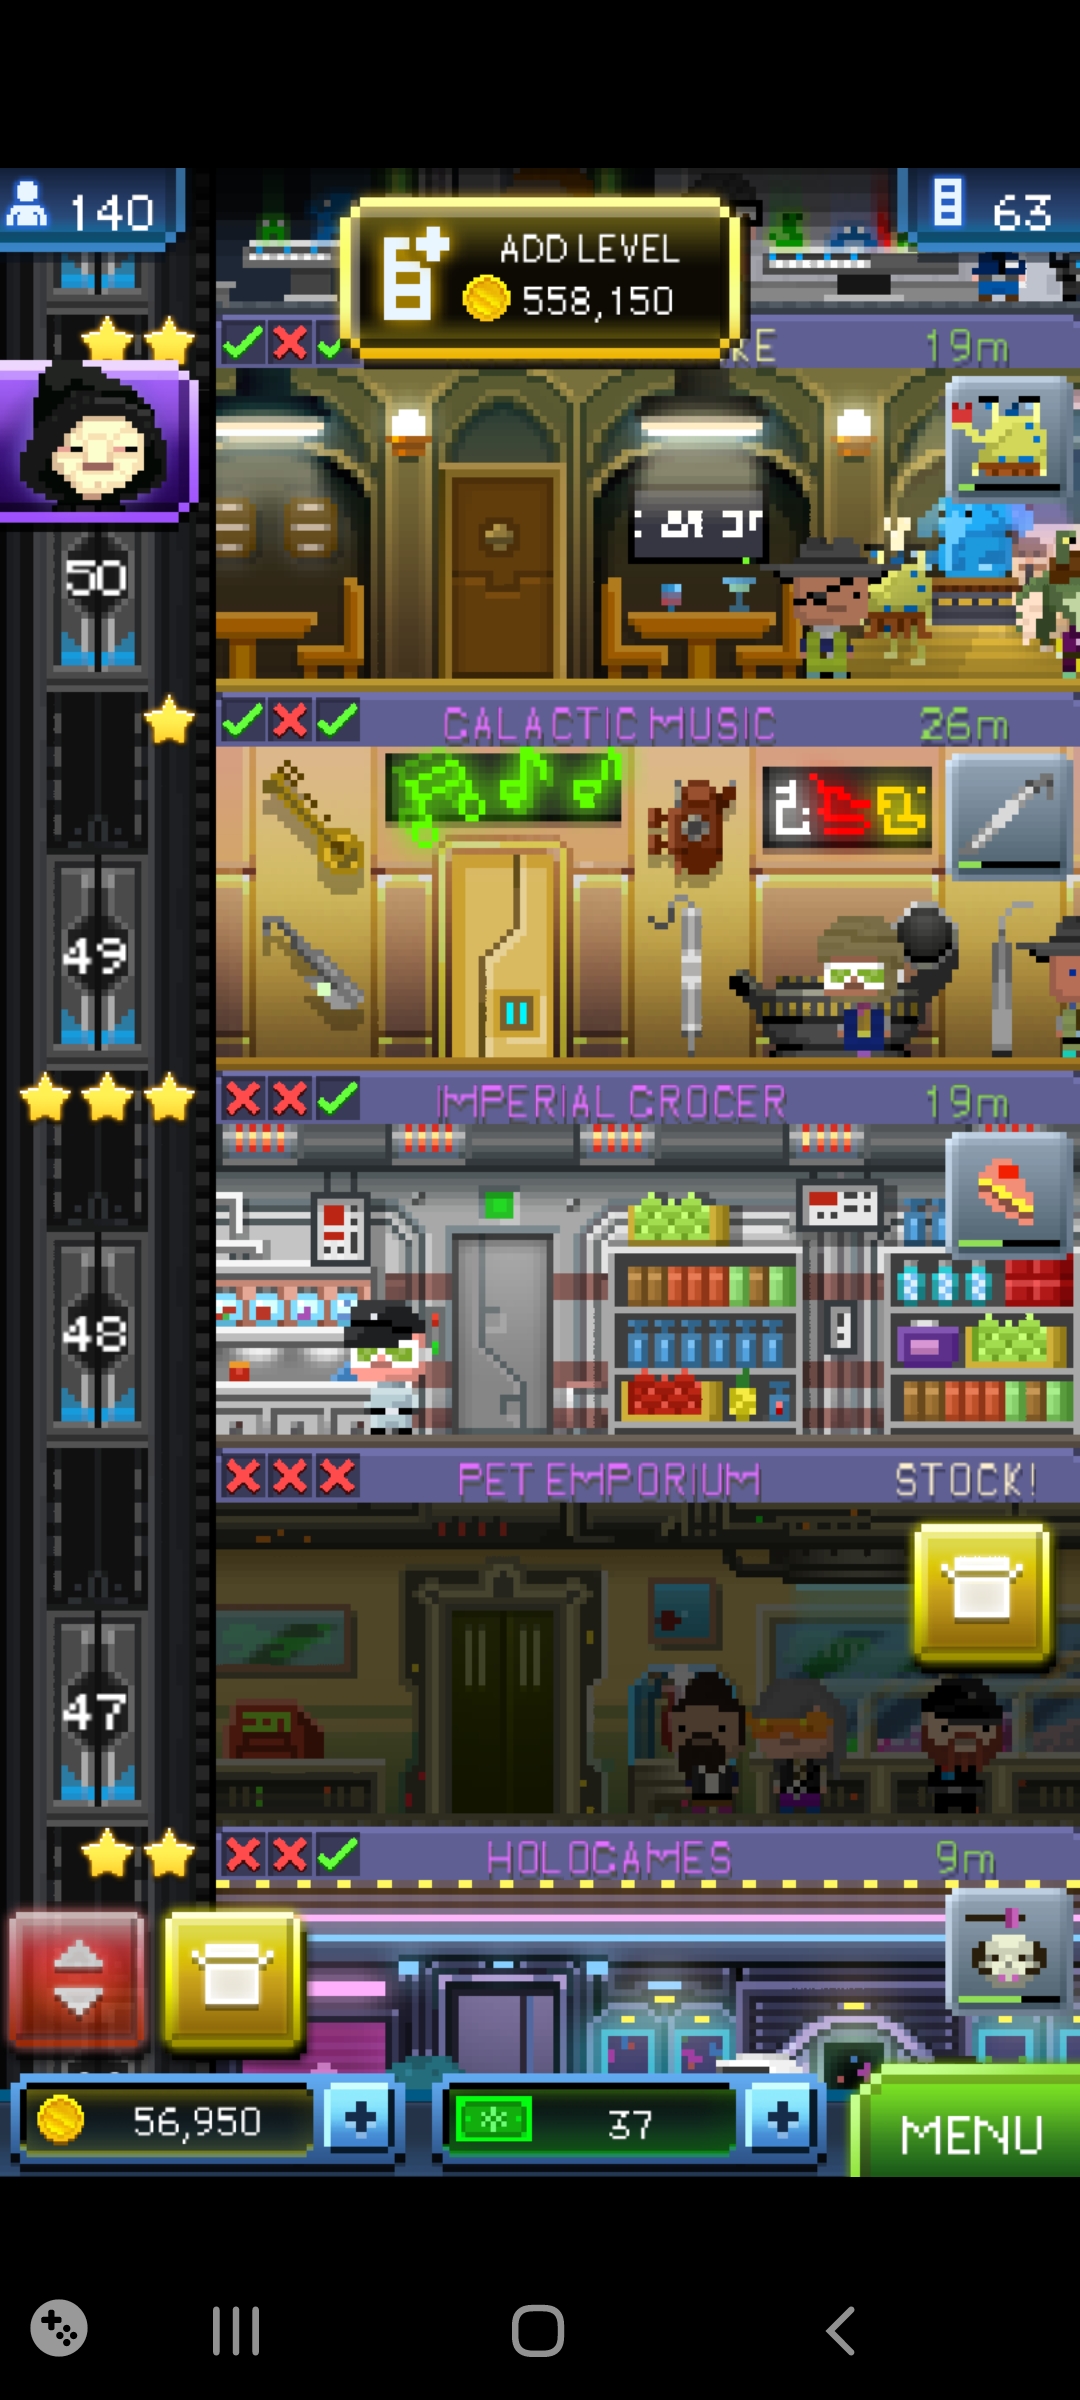 140
ADD LEVEL
558,150
63
KE 19m
50
GALACTIC MUSIC 26m
49
IMPERIAL GROCER 19m
48
PET EMPORIUM STOCK!
47
HOLOGAMES 9m
56,950
37
MENU